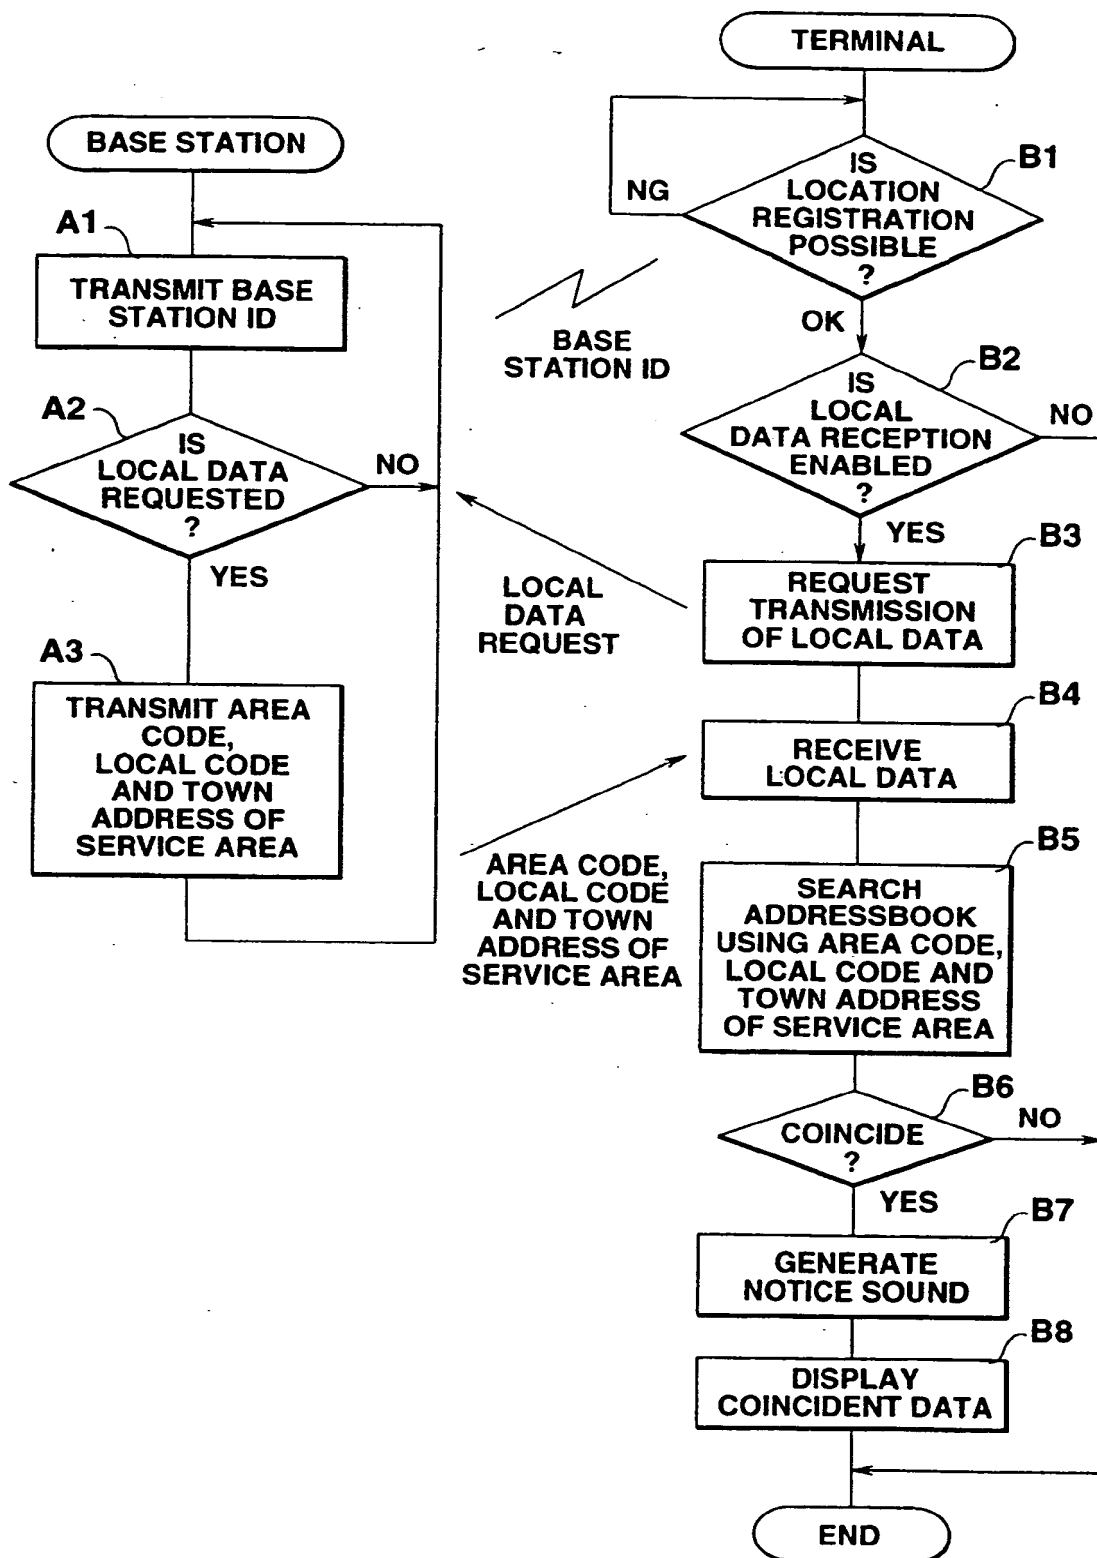 BASE STATION
A1
TRANSMIT BASE
STATION ID
A2
IS
LOCAL DATA
REQUESTED
?
NO
YES
A3
TRANSMIT AREA
CODE,
LOCAL CODE
AND TOWN
ADDRESS OF
SERVICE AREA
BASE
STATION ID
LOCAL
DATA
REQUEST
AREA CODE,
LOCAL CODE
AND TOWN
ADDRESS OF
SERVICE AREA
TERMINAL
B1
IS
LOCATION
REGISTRATION
POSSIBLE
?
NG
OK
B2
IS
LOCAL
DATA RECEPTION
ENABLED
?
NO
YES
B3
REQUEST
TRANSMISSION
OF LOCAL DATA
B4
RECEIVE
LOCAL DATA
B5
SEARCH
ADDRESSBOOK
USING AREA CODE,
LOCAL CODE AND
TOWN ADDRESS
OF SERVICE AREA
B6
COINCIDE
?
NO
YES
B7
GENERATE
NOTICE SOUND
B8
DISPLAY
COINCIDENT DATA
END